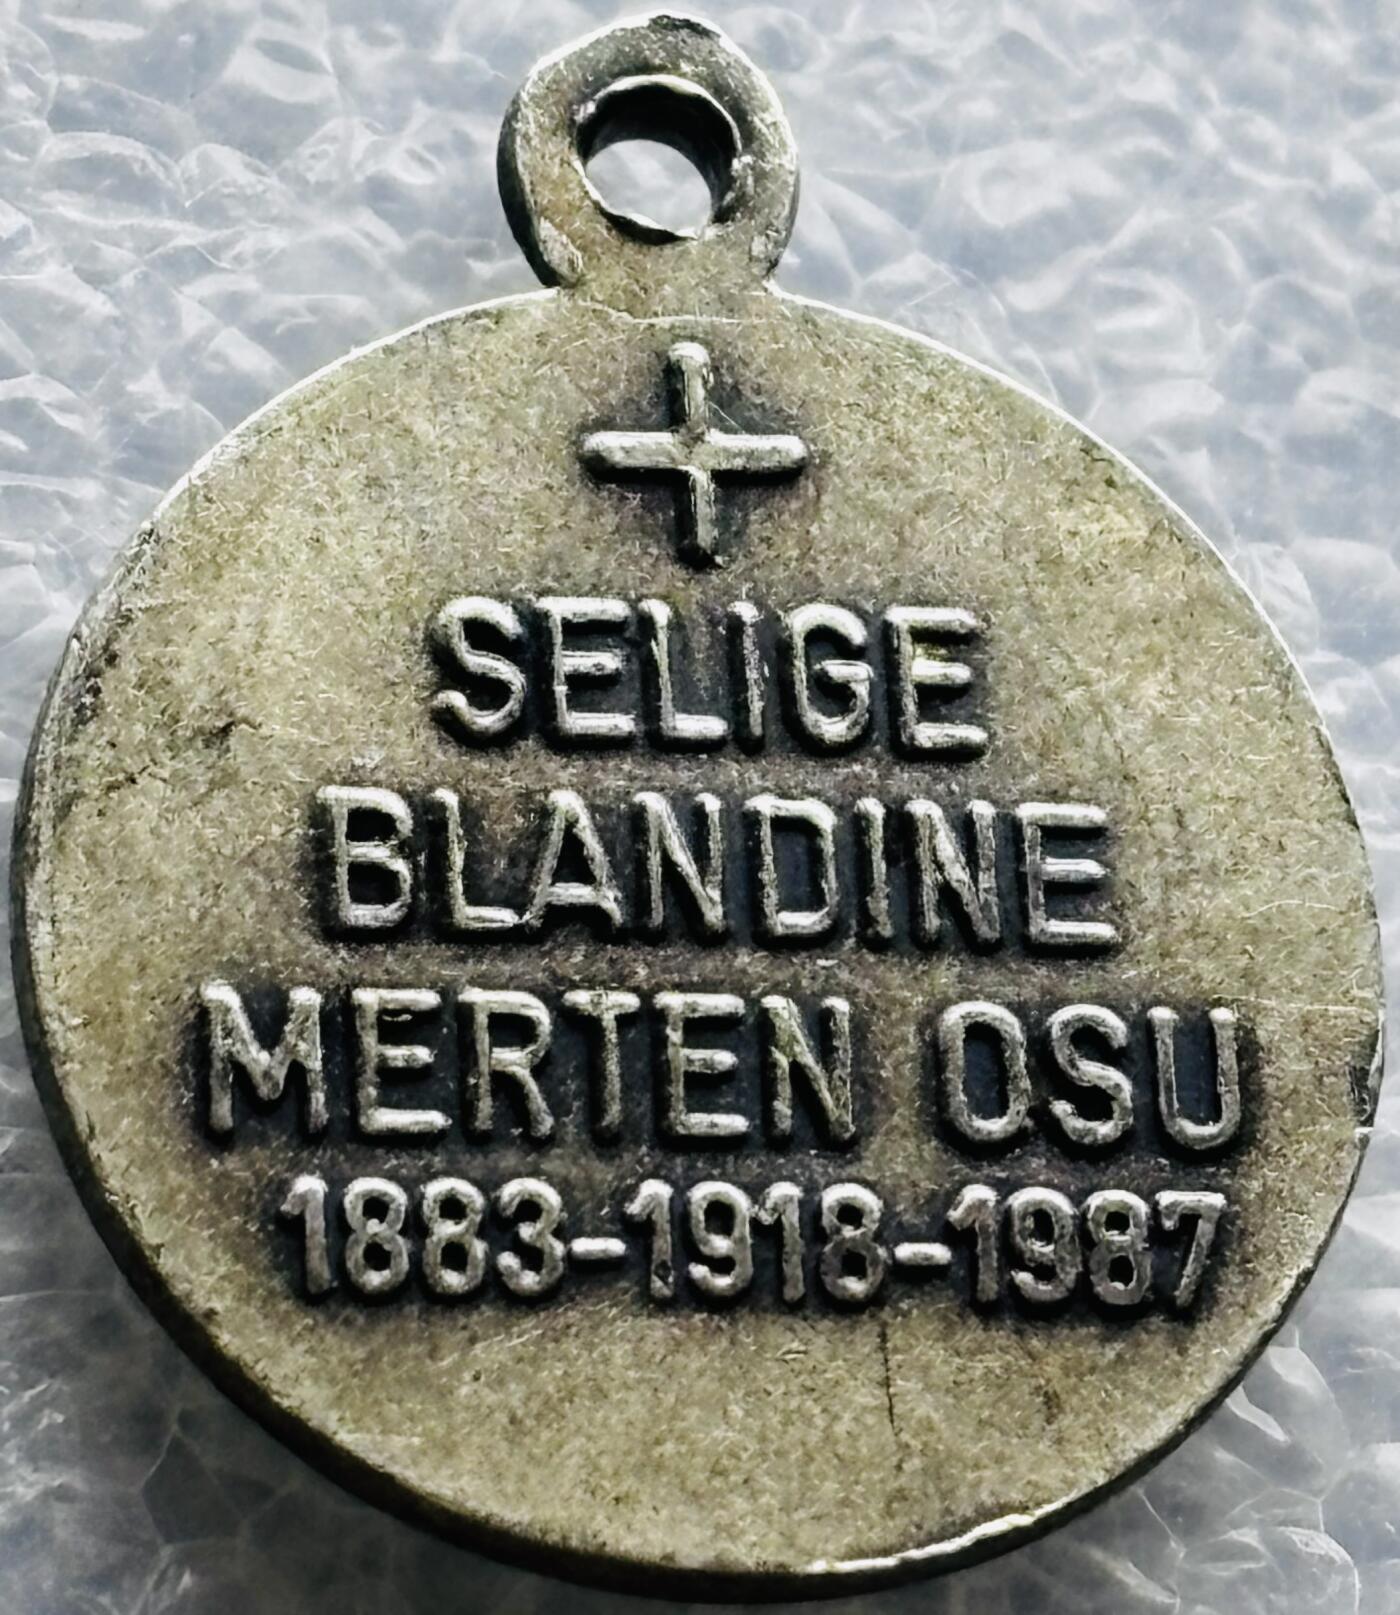 SELIGE
BLANDINE
MERTEN OSU
1883-1918-1987